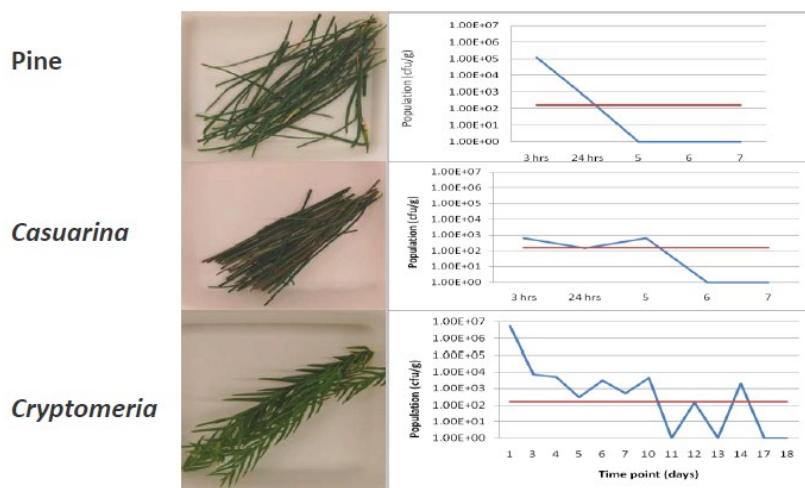 Pine
Population (cfu/g)
1.00E+07
1.00E+06
1.00E+05
1.00E+04
1.00E+03
1.00E+02
1.00E+01
1.00E+00
3 hrs 24 hrs 5 6 7
Casuarina
Population (cfu/g)
1.00E+07
1.00E+06
1.00E+05
1.00E+04
1.00E+03
1.00E+02
1.00E+01
1.00E+00
3 hrs 24 hrs 5 6 7
Cryptomeria
Population (cfu/g)
1.00E+07
1.00E+06
1.00E+05
1.00E+04
1.00E+03
1.00E+02
1.00E+01
1.00E+00
1 3 4 5 6 7 10 11 12 13 14 17 18
Time point (days)